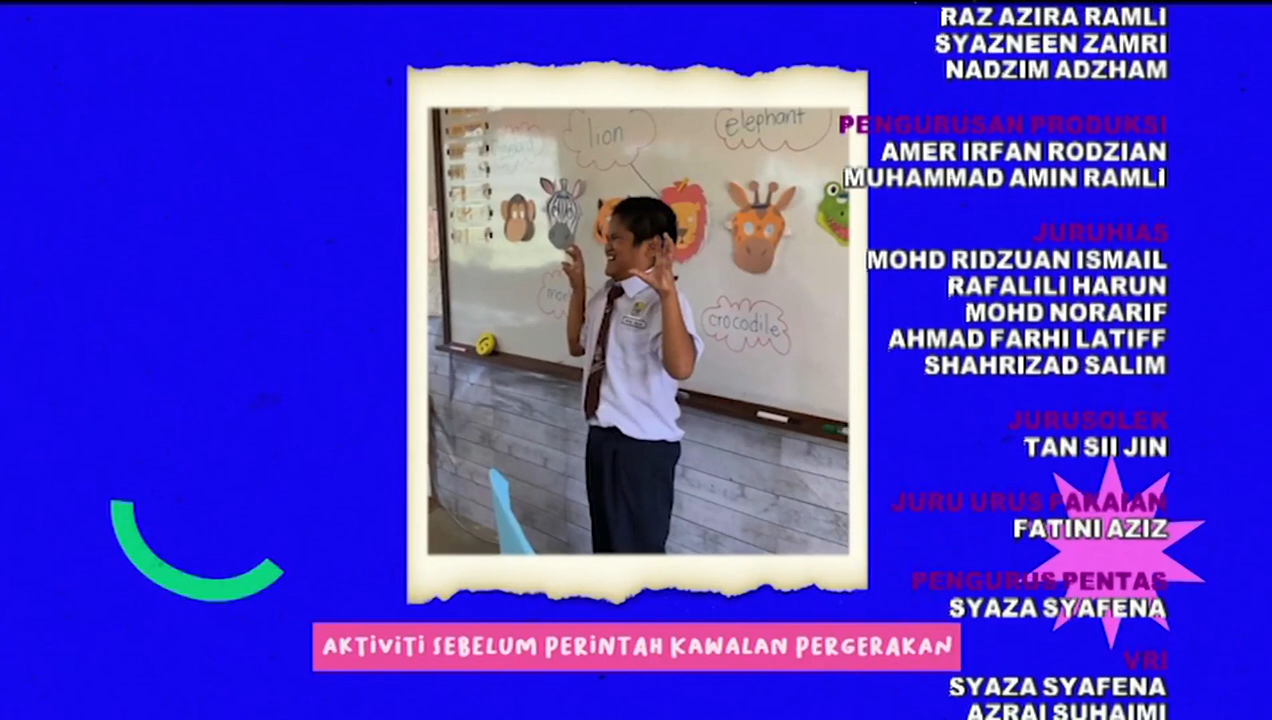 RAZ AZIRA RAMLI
SYAZNEEN ZAMRI
NADZIM ADZHAM
PENGURUSAN PRODUKSI
AMER IRFAN RODZIAN
MUHAMMAD AMIN RAMLI
JURUHIAS
MOHD RIDZUAN ISMAIL
RAFALILI HARUN
MOHD NORARIF
AHMAD FARHI LATIFF
SHAHRIZAD SALIM
JURUSOLEK
TAN SII JIN
JURU URUS PAKAIAN
FATINI AZIZ
PENGURUS PENTAS
SYAZA SYAFENA
VRI
SYAZA SYAFENA
AZRAI SUHAIMI
lion
elephant
crocodile
AKTIVITI SEBELUM PERINTAH KAWALAN PERGERAKAN